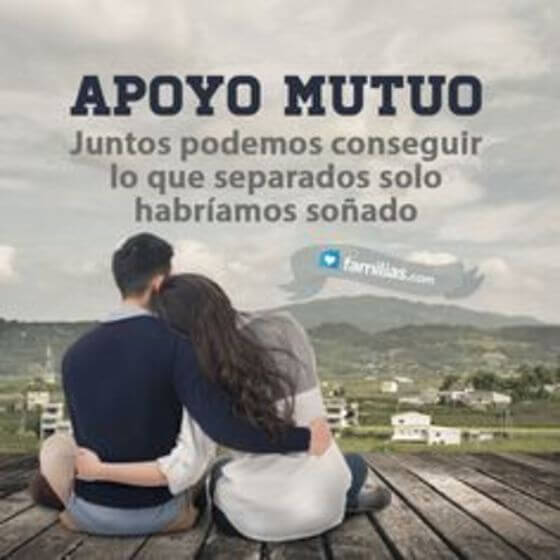 APOYO MUTUO
Juntos podemos conseguir
lo que separados solo
habríamos soñado
familias.com